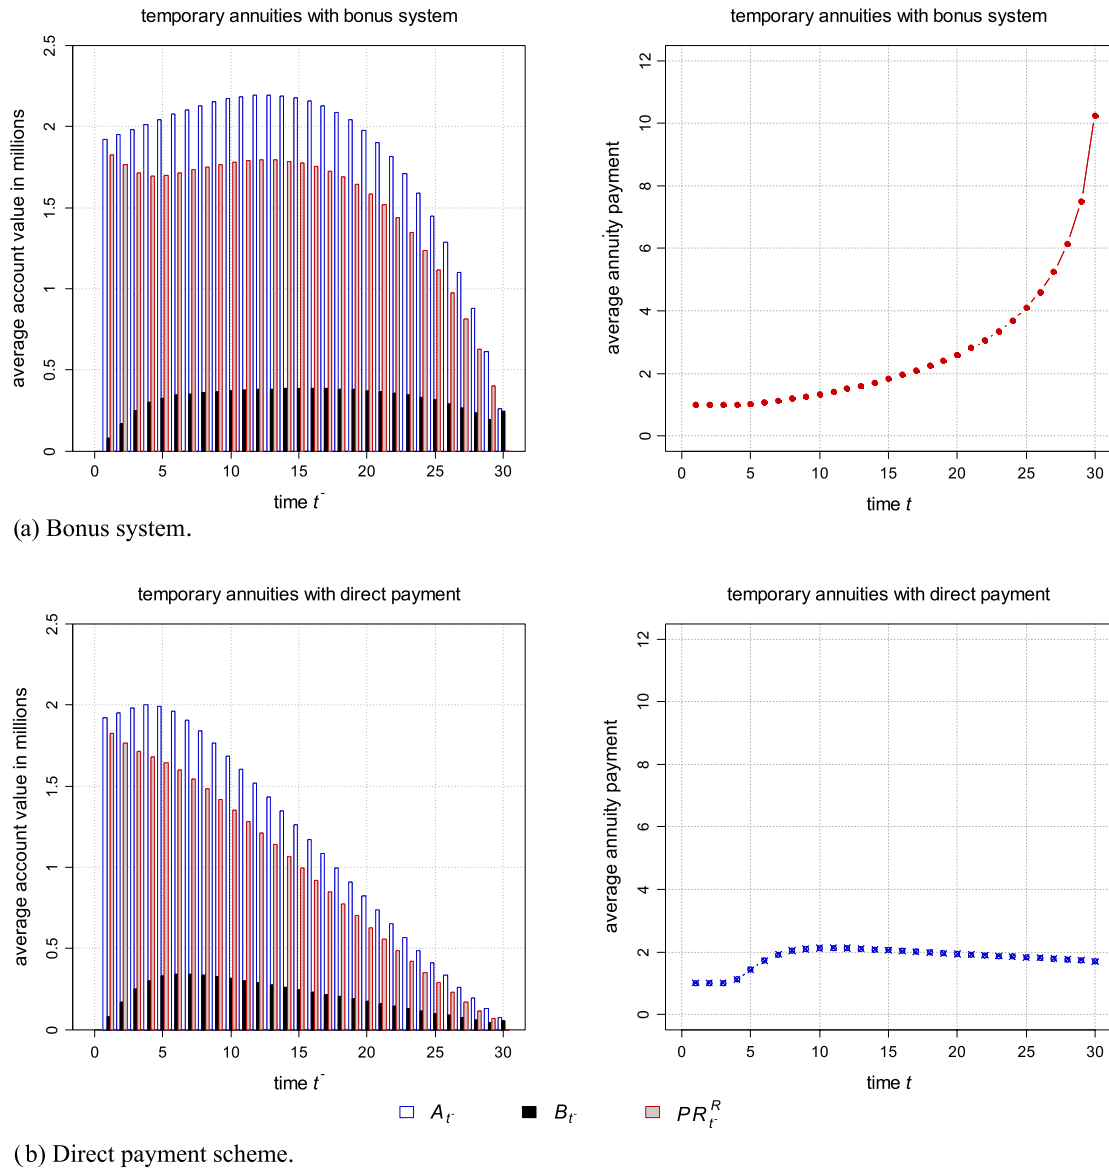 temporary annuities with bonus system
average account value in millions
0 0.5 1 1.5 2 2.5
0 5 10 15 20 25 30
time t⁻
temporary annuities with bonus system
average annuity payment
0 2 4 6 8 10 12
0 5 10 15 20 25 30
time t
(a) Bonus system.
temporary annuities with direct payment
average account value in millions
0 0.5 1 1.5 2 2.5
0 5 10 15 20 25 30
time t⁻
temporary annuities with direct payment
average annuity payment
0 2 4 6 8 10 12
0 5 10 15 20 25 30
time t
A_t⁻ B_t⁻ PR_t⁻^R
(b) Direct payment scheme.